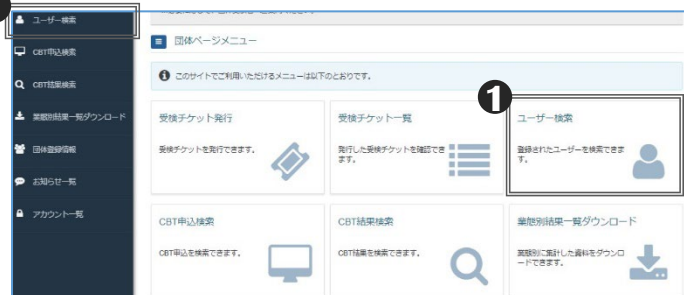 ユーザー検索
CBT申込検索
CBT結果検索
業態別結果一覧ダウンロード
団体登録情報
お知らせ一覧
アカウント一覧
団体ページメニュー
このサイトでご利用いただけるメニューは以下のとおりです。
1
受検チケット発行
受検チケットを発行できます。
受検チケット一覧
発行した受検チケットを確認でき
ます。
ユーザー検索
登録されたユーザーを検索できま
す。
CBT申込検索
CBT申込を検索できます。
CBT結果検索
CBT結果を検索できます。
業態別結果一覧ダウンロード
業態別に集計した資料をダウンロ
ードできます。